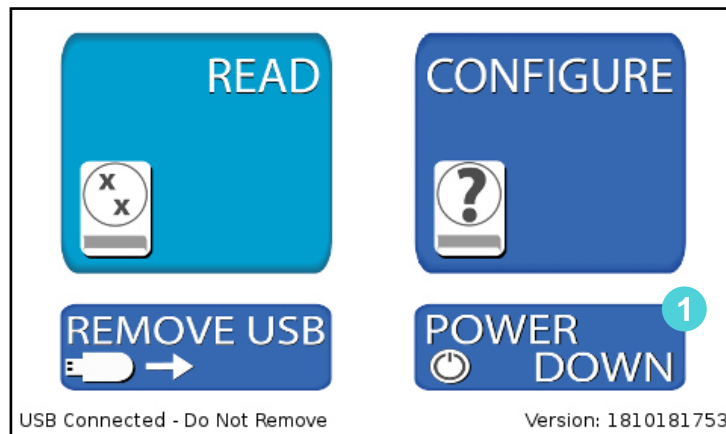 READ
CONFIGURE
x
x
?
REMOVE USB
POWER
DOWN
1
USB Connected - Do Not Remove
Version: 1810181753